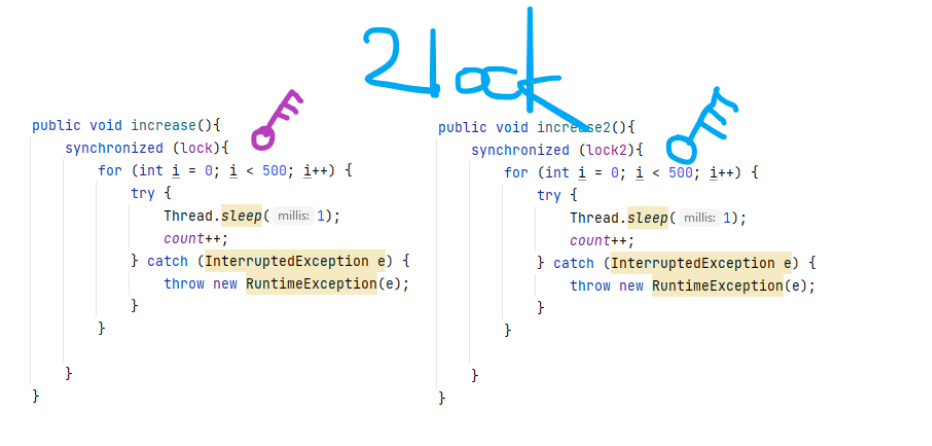 2 lock
public void increase(){
synchronized (lock){
for (int i = 0; i < 500; i++) {
try {
Thread.sleep( millis: 1);
count++;
} catch (InterruptedException e) {
throw new RuntimeException(e);
}
}
}
}
public void increase2(){
synchronized (lock2){
for (int i = 0; i < 500; i++) {
try {
Thread.sleep( millis: 1);
count++;
} catch (InterruptedException e) {
throw new RuntimeException(e);
}
}
}
}